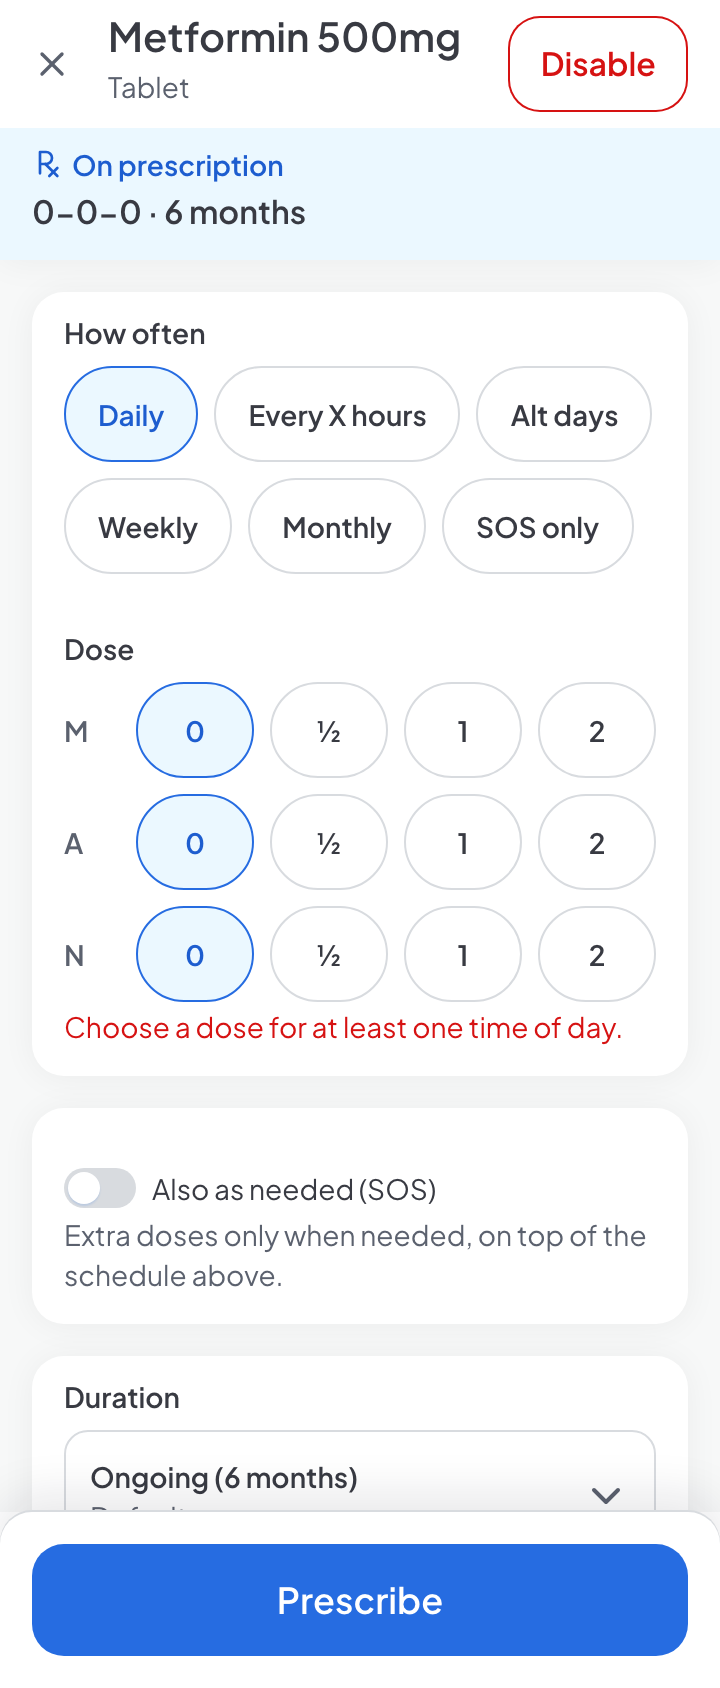 Metformin 500mg
Disable
Tablet
On prescription
0–0–0 · 6 months
How often
Daily
Every X hours
Alt days
Weekly
Monthly
SOS only
Dose
M 0 ½ 1 2
A 0 ½ 1 2
N 0 ½ 1 2
Choose a dose for at least one time of day.
Also as needed (SOS)
Extra doses only when needed, on top of the
schedule above.
Duration
Ongoing (6 months)
Prescribe